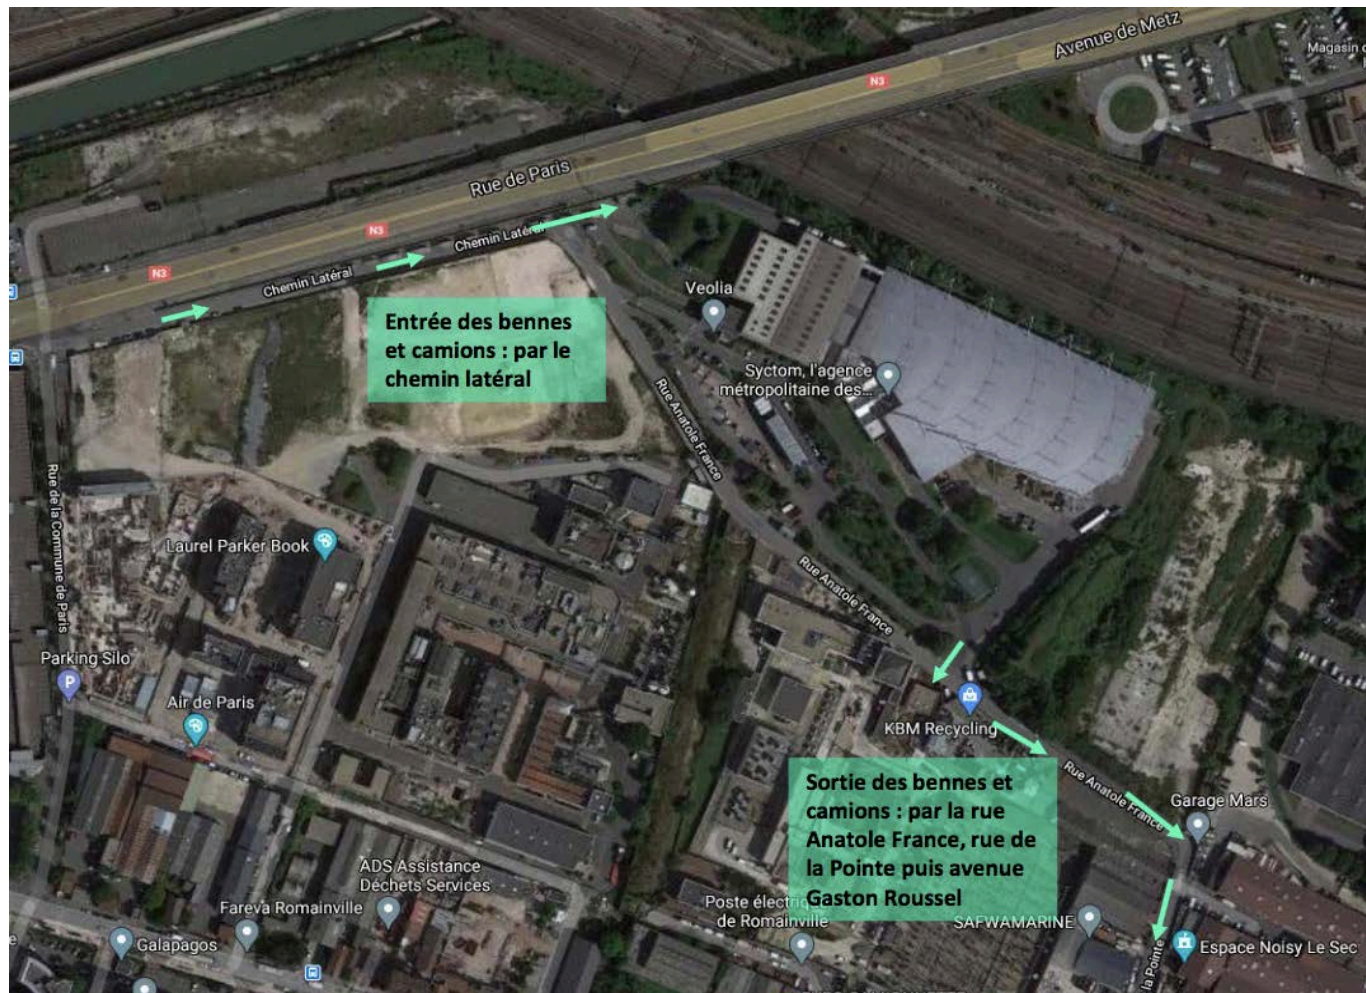 Avenue de Metz
Magasin
N3
Rue de Paris
N3
Chemin Latéral
N3
Chemin Latéral
Veolia
Entrée des bennes
et camions : par le
chemin latéral
Syctom, l'agence
métropolitaine des...
Rue Anatole France
Rue de la Commune de Paris
Laurel Parker Book
Rue Anatole France
Parking Silo
P
Air de Paris
KBM Recycling
Sortie des bennes et
camions : par la rue
Anatole France, rue de
la Pointe puis avenue
Gaston Roussel
Rue Anatole France
Garage Mars
ADS Assistance
Déchets Services
Poste
de Romainville
Fareva Romainville
SAFWAMARINE
Galapagos
Espace Noisy Le Sec
la Pointe